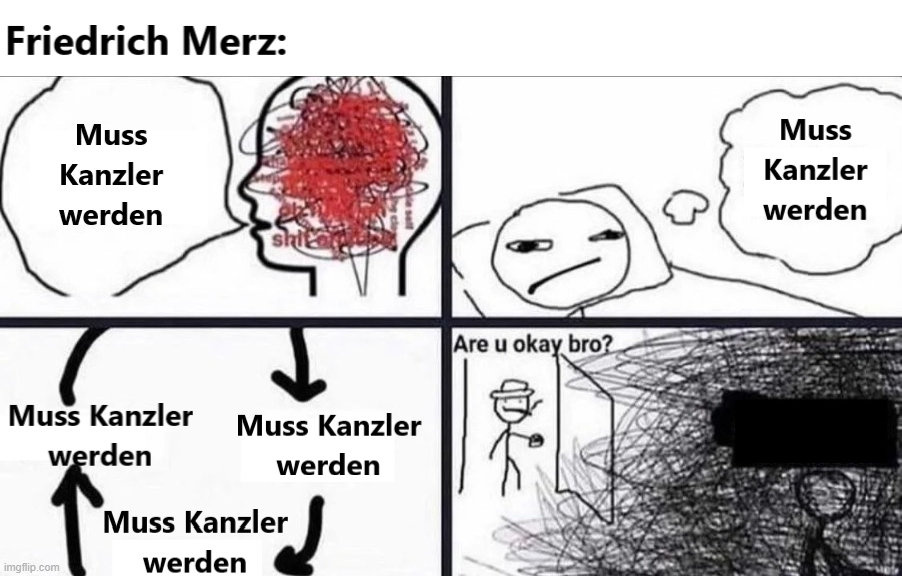 Friedrich Merz:
Muss
Kanzler
werden
Muss
Kanzler
werden
Muss Kanzler
werden
Muss Kanzler
werden
Muss Kanzler
werden
Are u okay bro?
imgflip.com